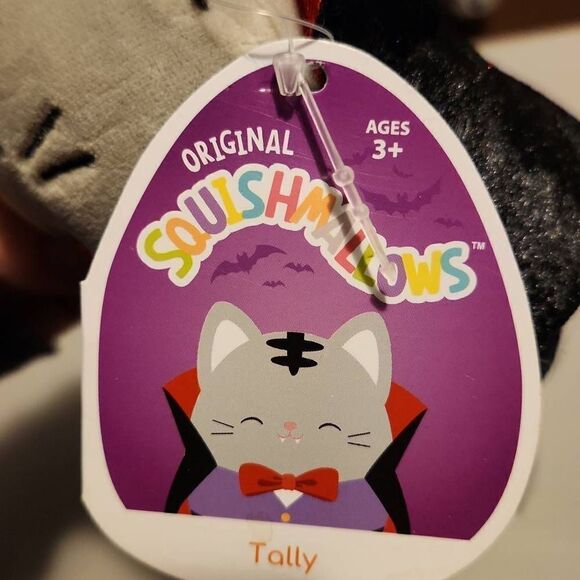 ORIGINAL
AGES
3+
SQUISHMALLOWS™
Tally